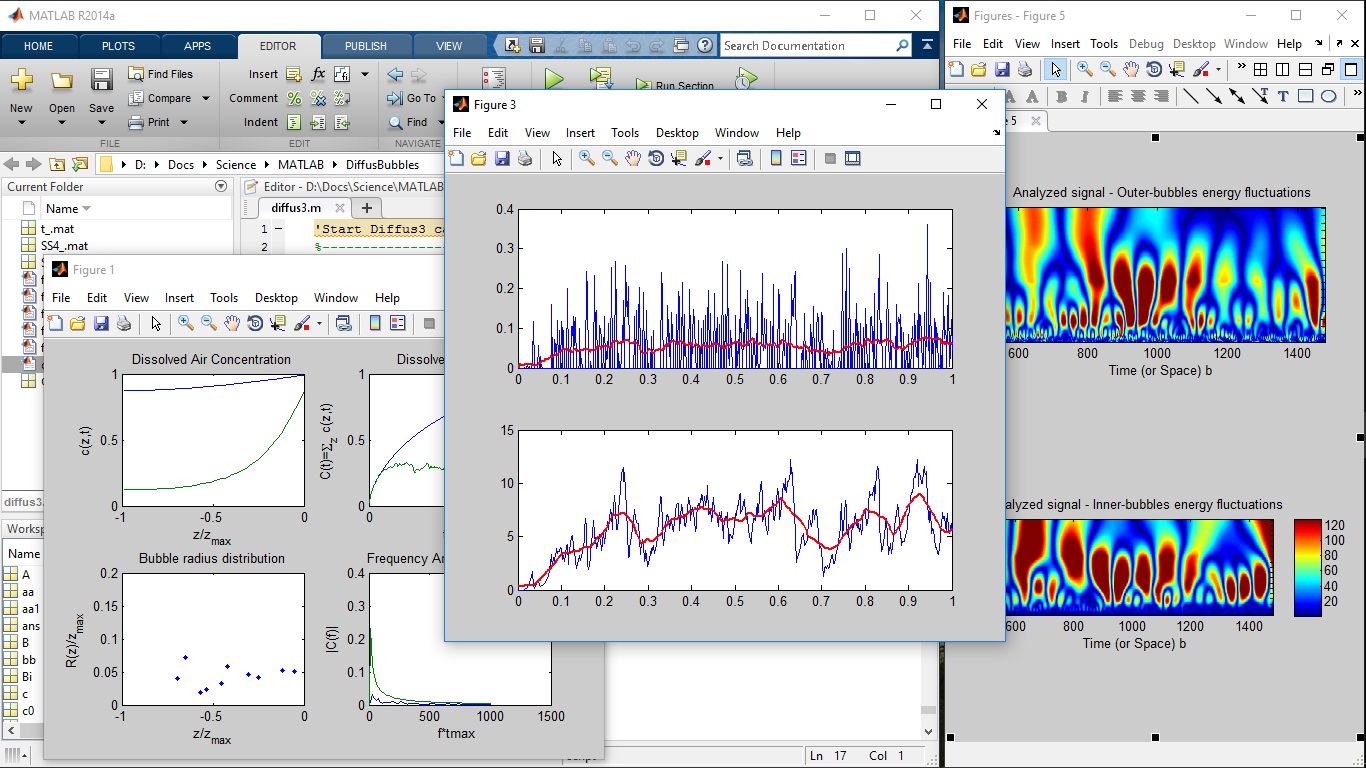 MATLAB R2014a
HOME PLOTS APPS EDITOR PUBLISH VIEW
Search Documentation
New Open Save
Find Files
Compare
Print
FILE
Insert
Comment
Indent
EDIT
Go To
Find
NAVIGATE
Run Section
D: Docs Science MATLAB DiffusBubbles
Current Folder
Name
t_.mat
SS4_.mat
Editor - D:\Docs\Science\MATLAB
diffus3.m
1 'Start Diffus3
2 %
diffus3.
Name
A
aa
aa1
ans
B
bb
Bi
c
c0
Ln 17 Col 1
Figure 1
File Edit View Insert Tools Desktop Window Help
Dissolved Air Concentration
1
0.5
0
-1 -0.5 0
c(z,t)
z/zmax
1
0.5
0
0
C(t)=Σz c(z,t)
Bubble radius distribution
0.2
0.15
0.1
0.05
0
-1 -0.5 0
R(z)/zmax
z/zmax
Frequency
0.4
0.3
0.2
0.1
0
0 500 1000 1500
|C(f)|
f*tmax
Figure 3
File Edit View Insert Tools Desktop Window Help
0.4
0.3
0.2
0.1
0
0 0.1 0.2 0.3 0.4 0.5 0.6 0.7 0.8 0.9 1
15
10
5
0
0 0.1 0.2 0.3 0.4 0.5 0.6 0.7 0.8 0.9 1
Figures - Figure 5
File Edit View Insert Tools Debug Desktop Window Help
A A B I T
5
Analyzed signal - Outer-bubbles energy fluctuations
600 800 1000 1200 1400
Time (or Space) b
alyzed signal - Inner-bubbles energy fluctuations
600 800 1000 1200 1400
Time (or Space) b
120
100
80
60
40
20